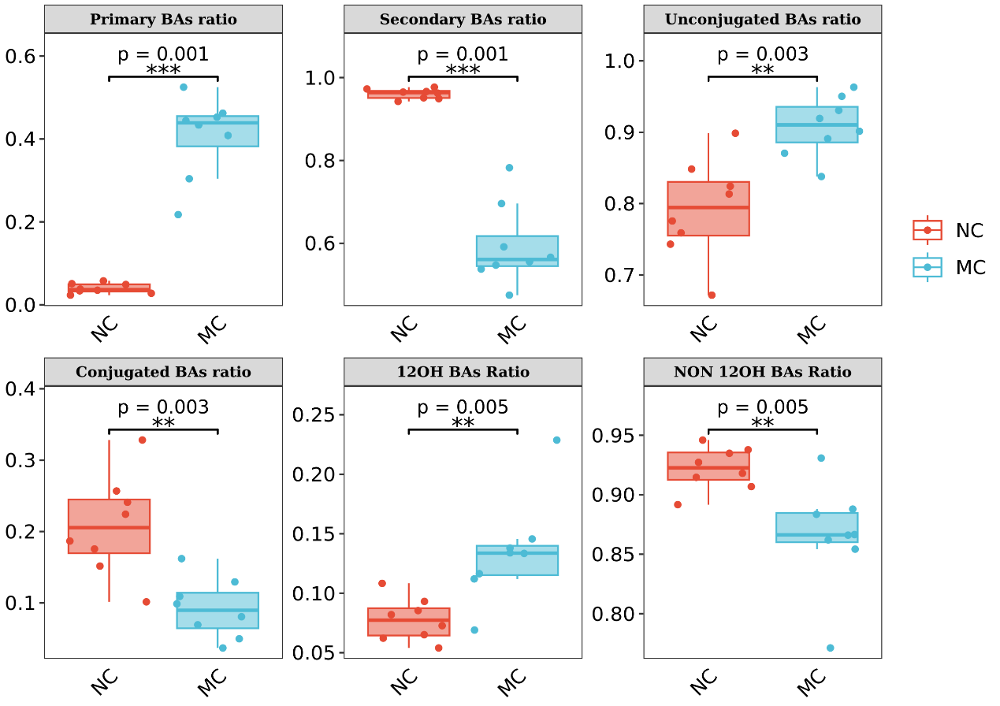 Primary BAs ratio
Secondary BAs ratio
Unconjugated BAs ratio
p = 0.001
***
0.6
0.4
0.2
0.0
NC
MC
p = 0.001
***
1.0
0.8
0.6
NC
MC
p = 0.003
**
1.0
0.9
0.8
0.7
NC
MC
NC
MC
Conjugated BAs ratio
12OH BAs Ratio
NON 12OH BAs Ratio
p = 0.003
**
0.4
0.3
0.2
0.1
NC
MC
p = 0.005
**
0.25
0.20
0.15
0.10
0.05
NC
MC
p = 0.005
**
0.95
0.90
0.85
0.80
NC
MC